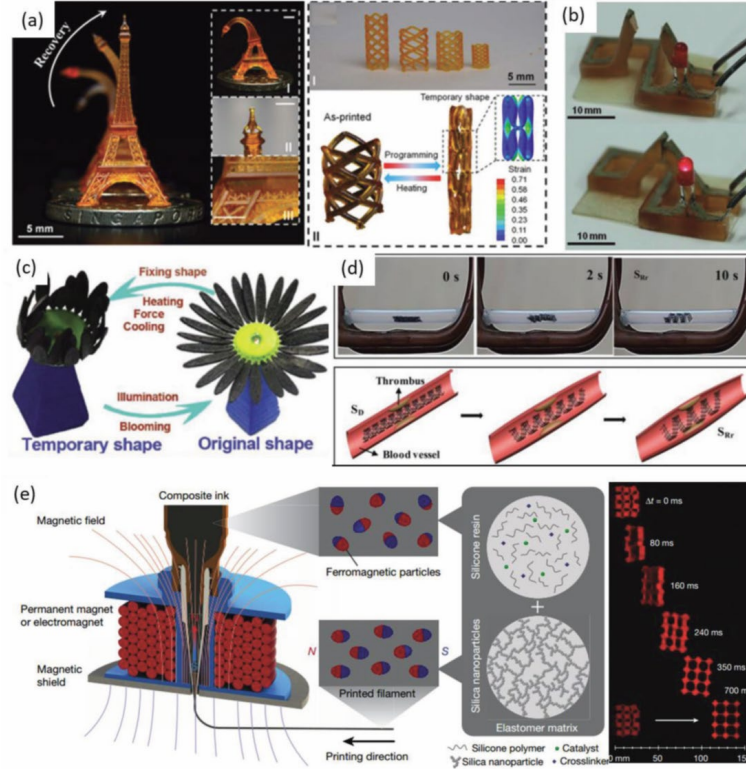 (a)
Recovery
I
II
III
5 mm
SINGAPORE
I
5 mm
As-printed
Programming
Heating
Temporary shape
Strain
0.71
0.58
0.46
0.35
0.23
0.11
0.00
II
(b)
10 mm
10 mm
(c)
Fixing shape
Heating
Force
Cooling
Illumination
Blooming
Temporary shape
Original shape
(d)
0 s
2 s
10 s
S_Rr
Thrombus
S_D
Blood vessel
S_Rr
(e)
Composite ink
Magnetic field
Permanent magnet
or electromagnet
Magnetic
shield
Ferromagnetic particles
N
S
Printed filament
Printing direction
Silicone resin
+
Silica nanoparticles
Elastomer matrix
Silicone polymer
Catalyst
Silica nanoparticle
Crosslinker
Δt = 0 ms
80 ms
160 ms
240 ms
350 ms
700 ms
0 mm
50
100